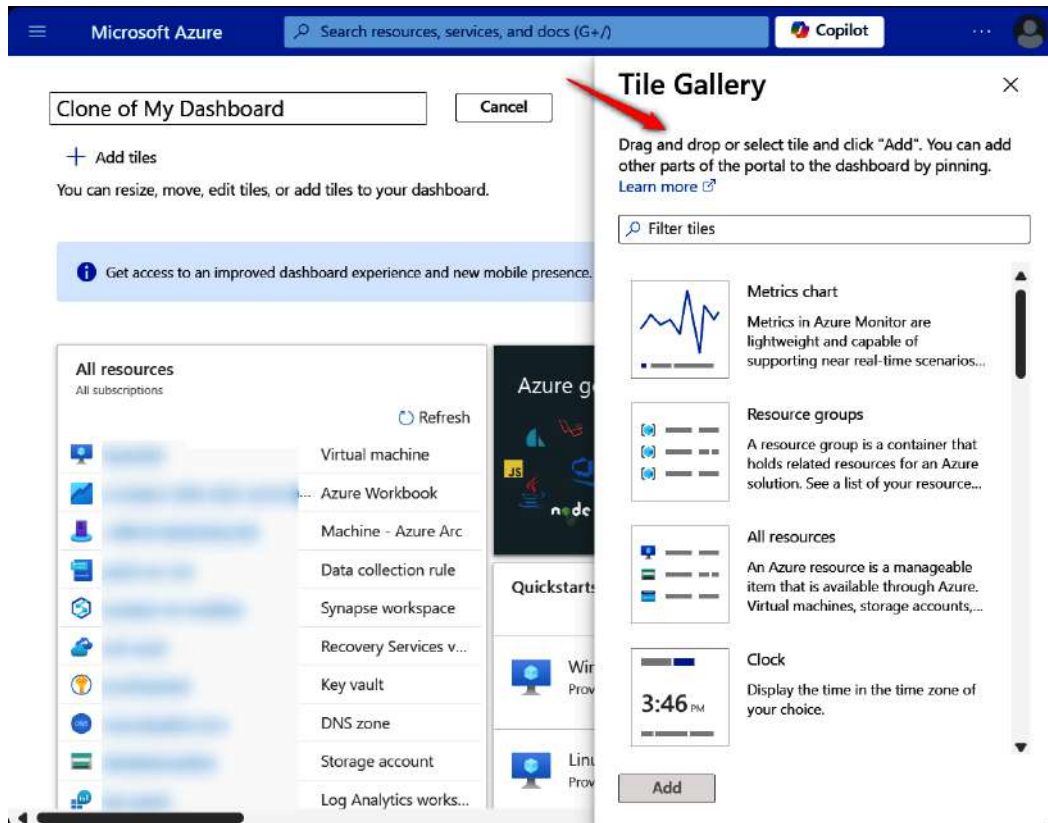 Microsoft Azure
Search resources, services, and docs (G+/)
Copilot
Clone of My Dashboard
Cancel
Add tiles
You can resize, move, edit tiles, or add tiles to your dashboard.
Get access to an improved dashboard experience and new mobile presence.
All resources
All subscriptions
Refresh
Virtual machine
... Azure Workbook
Machine - Azure Arc
Data collection rule
Synapse workspace
Recovery Services v...
Key vault
DNS zone
Storage account
Log Analytics works...
Azure g
JS
node
Quickstarts
Wi
Prov
Linu
Prov
Tile Gallery
Drag and drop or select tile and click "Add". You can add
other parts of the portal to the dashboard by pinning.
Learn more
Filter tiles
Metrics chart
Metrics in Azure Monitor are
lightweight and capable of
supporting near real-time scenarios...
Resource groups
A resource group is a container that
holds related resources for an Azure
solution. See a list of your resource...
All resources
An Azure resource is a manageable
item that is available through Azure.
Virtual machines, storage accounts,...
3:46 PM
Clock
Display the time in the time zone of
your choice.
Add